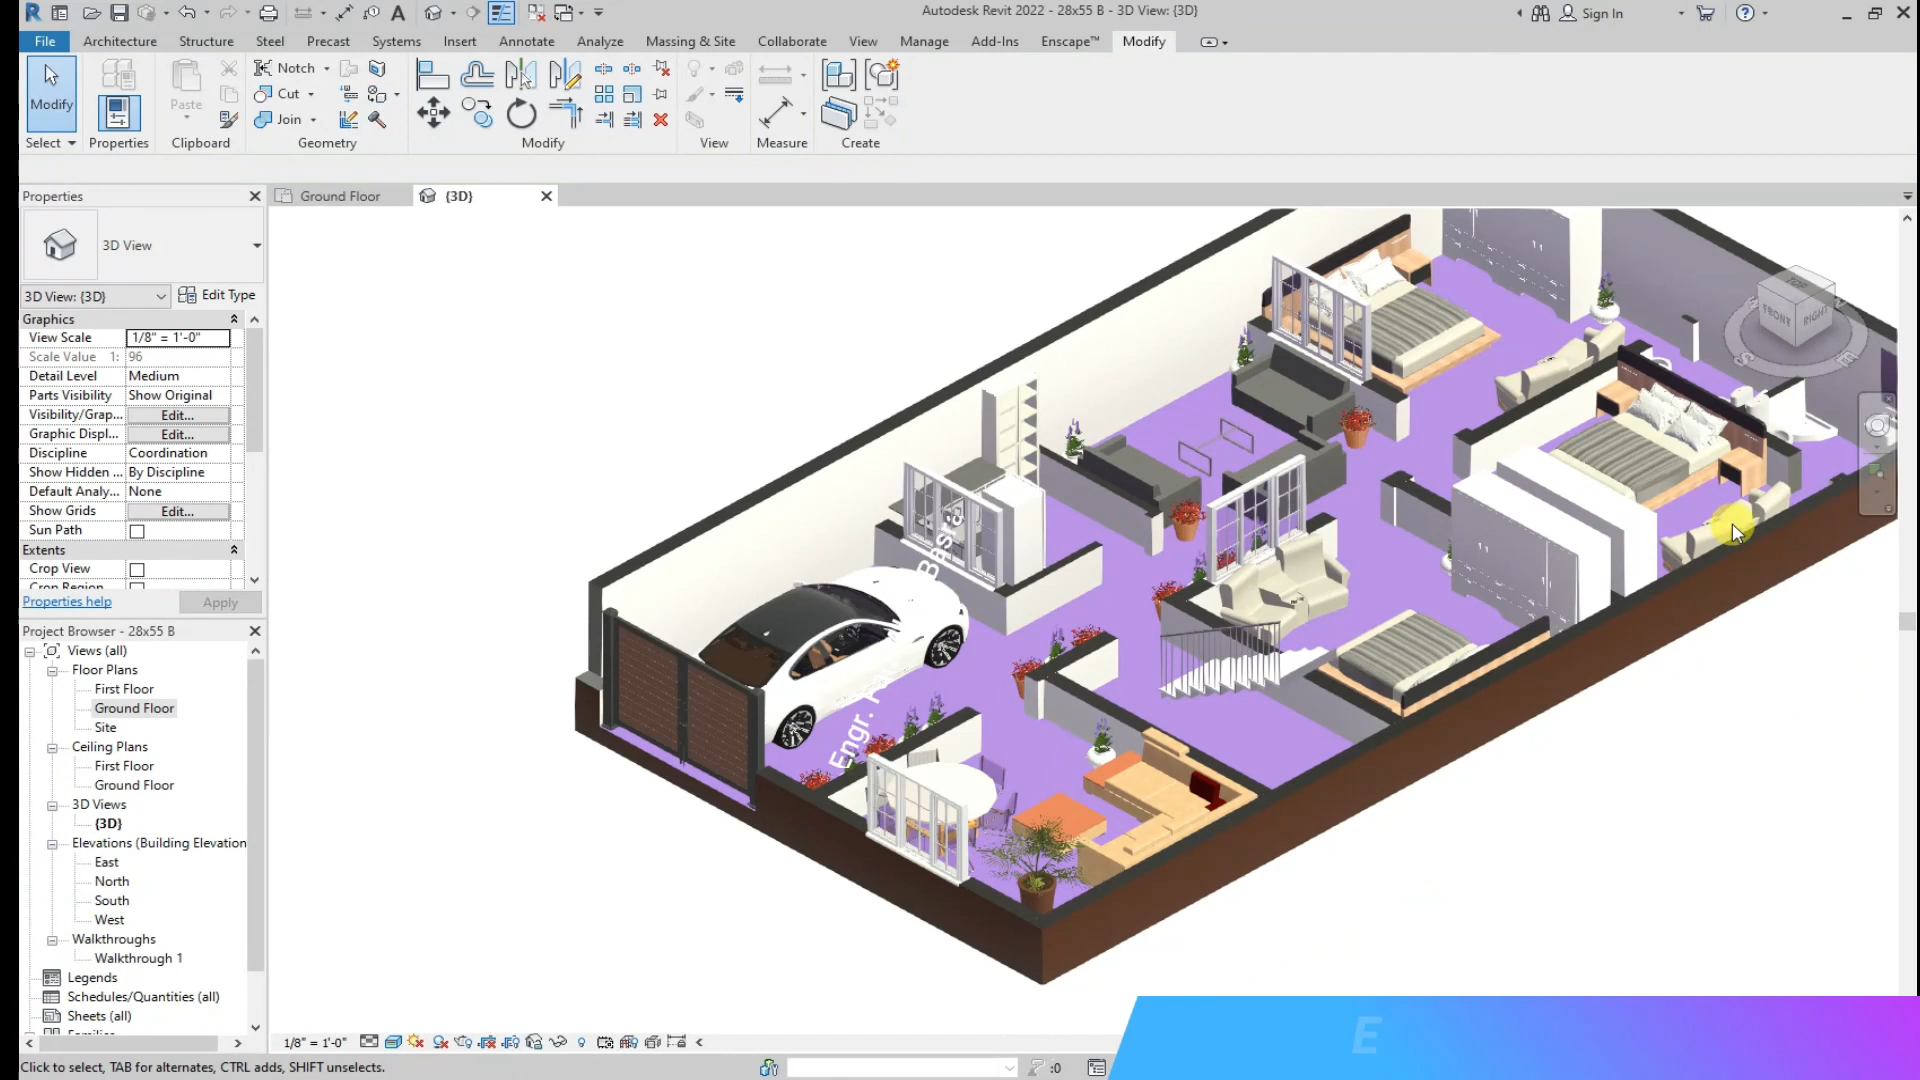 Autodesk Revit 2022 - 28x55 B - 3D View: {3D}
Sign In
File Architecture Structure Steel Precast Systems Insert Annotate Analyze Massing & Site Collaborate View Manage Add-Ins Enscape™ Modify
Modify
Paste
Notch
Cut
Join
Select Properties Clipboard Geometry Modify View Measure Create
Properties
Ground Floor
{3D}
3D View
3D View: {3D}
Edit Type
Graphics
View Scale 1/8" = 1'-0"
Scale Value 1: 96
Detail Level Medium
Parts Visibility Show Original
Visibility/Grap... Edit...
Graphic Displ... Edit...
Discipline Coordination
Show Hidden ... By Discipline
Default Analy... None
Show Grids Edit...
Sun Path
Extents
Crop View
Crop Region
Properties help
Apply
Project Browser - 28x55 B
Views (all)
Floor Plans
First Floor
Ground Floor
Site
Ceiling Plans
First Floor
Ground Floor
3D Views
{3D}
Elevations (Building Elevation
East
North
South
West
Walkthroughs
Walkthrough 1
Legends
Schedules/Quantities (all)
Sheets (all)
Families
TOP
FRONT
RIGHT
S
E
Engr.
1/8" = 1'-0"
Click to select, TAB for alternates, CTRL adds, SHIFT unselects.
:0
E